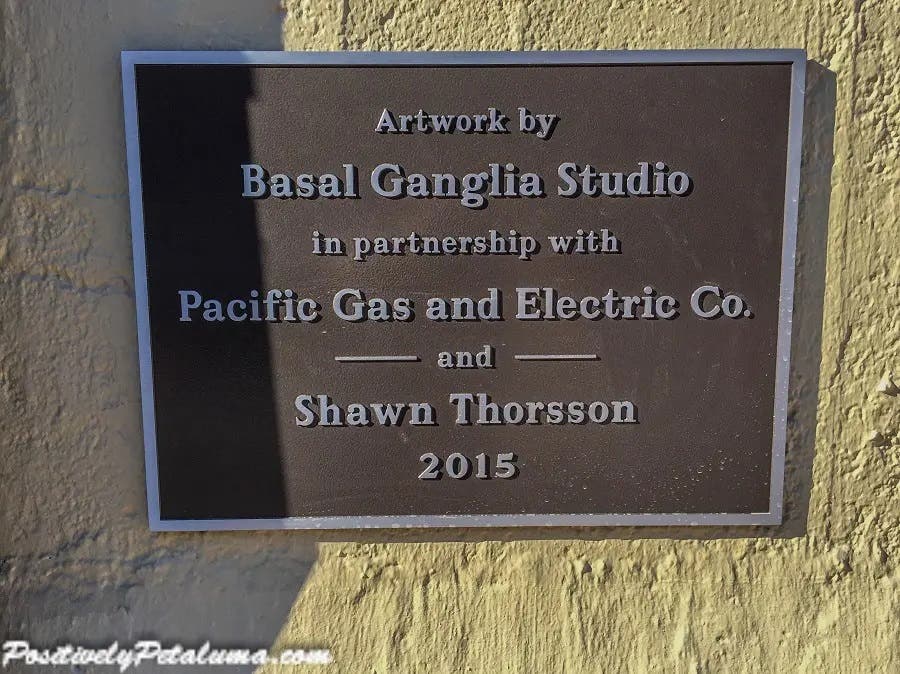 Artwork by
Basal Ganglia Studio
in partnership with
Pacific Gas and Electric Co.
and
Shawn Thorsson
2015
PositivelyPetaluma.com